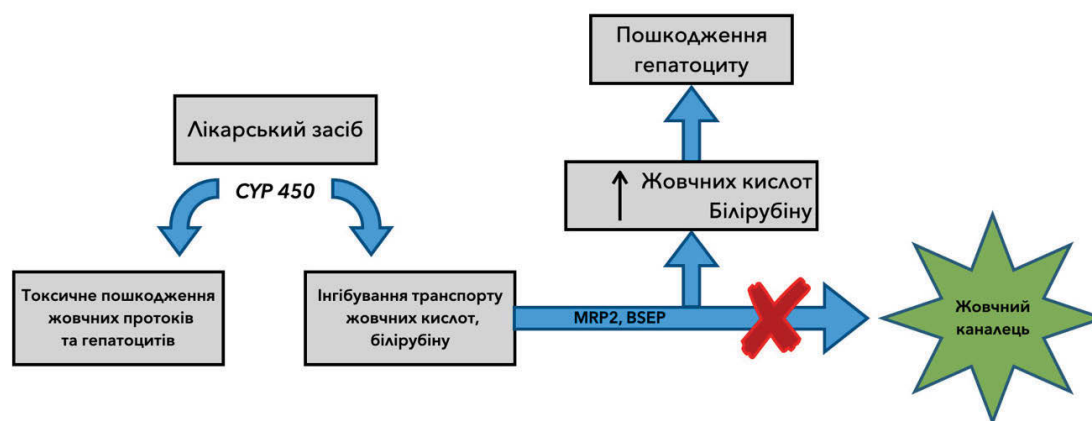 Пошкодження
гепатоциту
Лікарський засіб
CYP 450
↑ Жовчних кислот
Білірубіну
Токсичне пошкодження
жовчних протоків
та гепатоцитів
Інгібування транспорту
жовчних кислот,
білірубіну
MRP2, BSEP
Жовчний
каналець